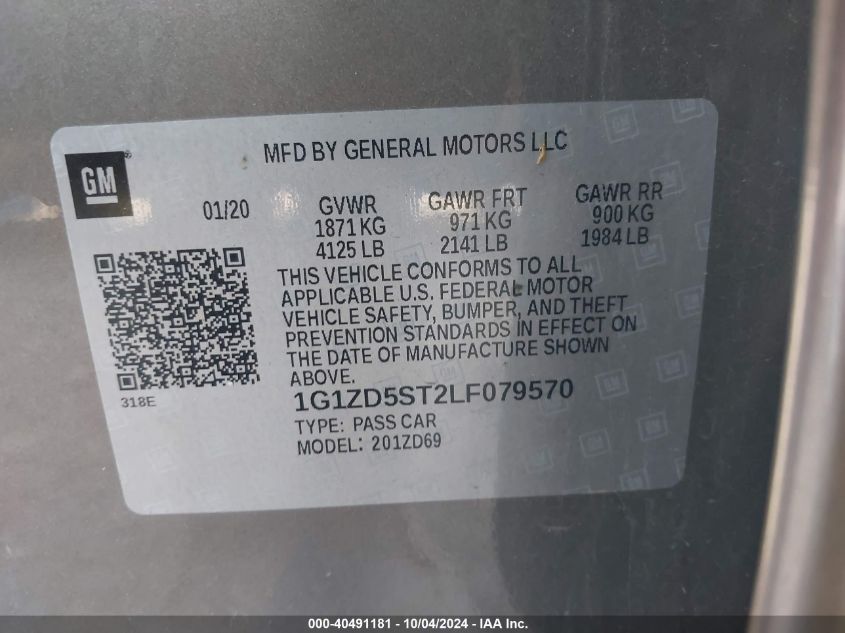 MFD BY GENERAL MOTORS LLC
GM
®
01/20
GVWR GAWR FRT GAWR RR
1871 KG 971 KG 900 KG
4125 LB 2141 LB 1984 LB
THIS VEHICLE CONFORMS TO ALL
APPLICABLE U.S. FEDERAL MOTOR
VEHICLE SAFETY, BUMPER, AND THEFT
PREVENTION STANDARDS IN EFFECT ON
THE DATE OF MANUFACTURE SHOWN
ABOVE.
318E
1G1ZD5ST2LF079570
TYPE: PASS CAR
MODEL: 201ZD69
000-40491181 - 10/04/2024 - IAA Inc.